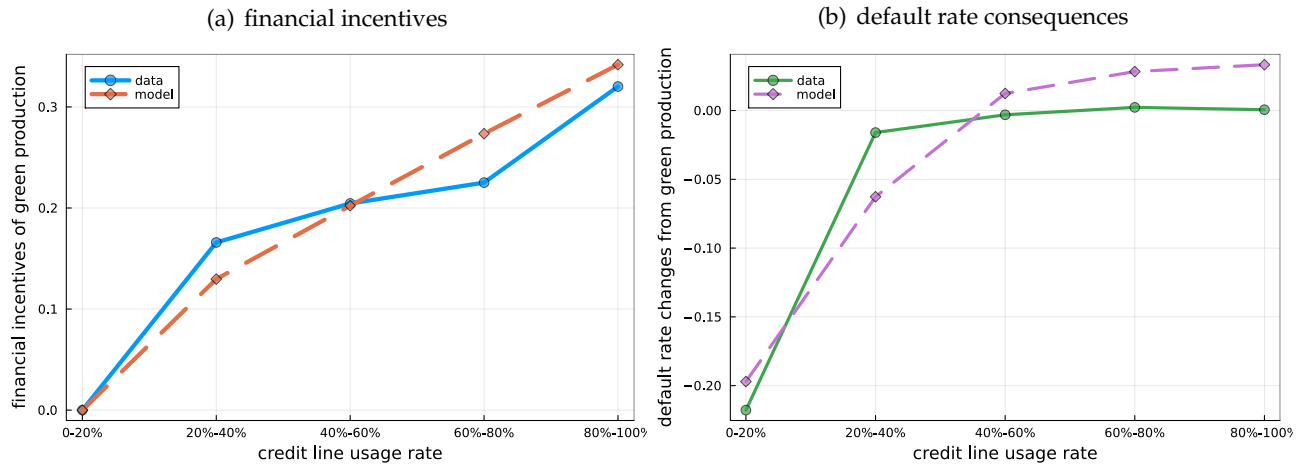 (a) financial incentives
financial incentives of green production
data
model
0.3
0.2
0.1
0.0
0-20% 20%-40% 40%-60% 60%-80% 80%-100%
credit line usage rate
(b) default rate consequences
default rate changes from green production
data
model
0.00
−0.05
−0.10
−0.15
−0.20
0-20% 20%-40% 40%-60% 60%-80% 80%-100%
credit line usage rate